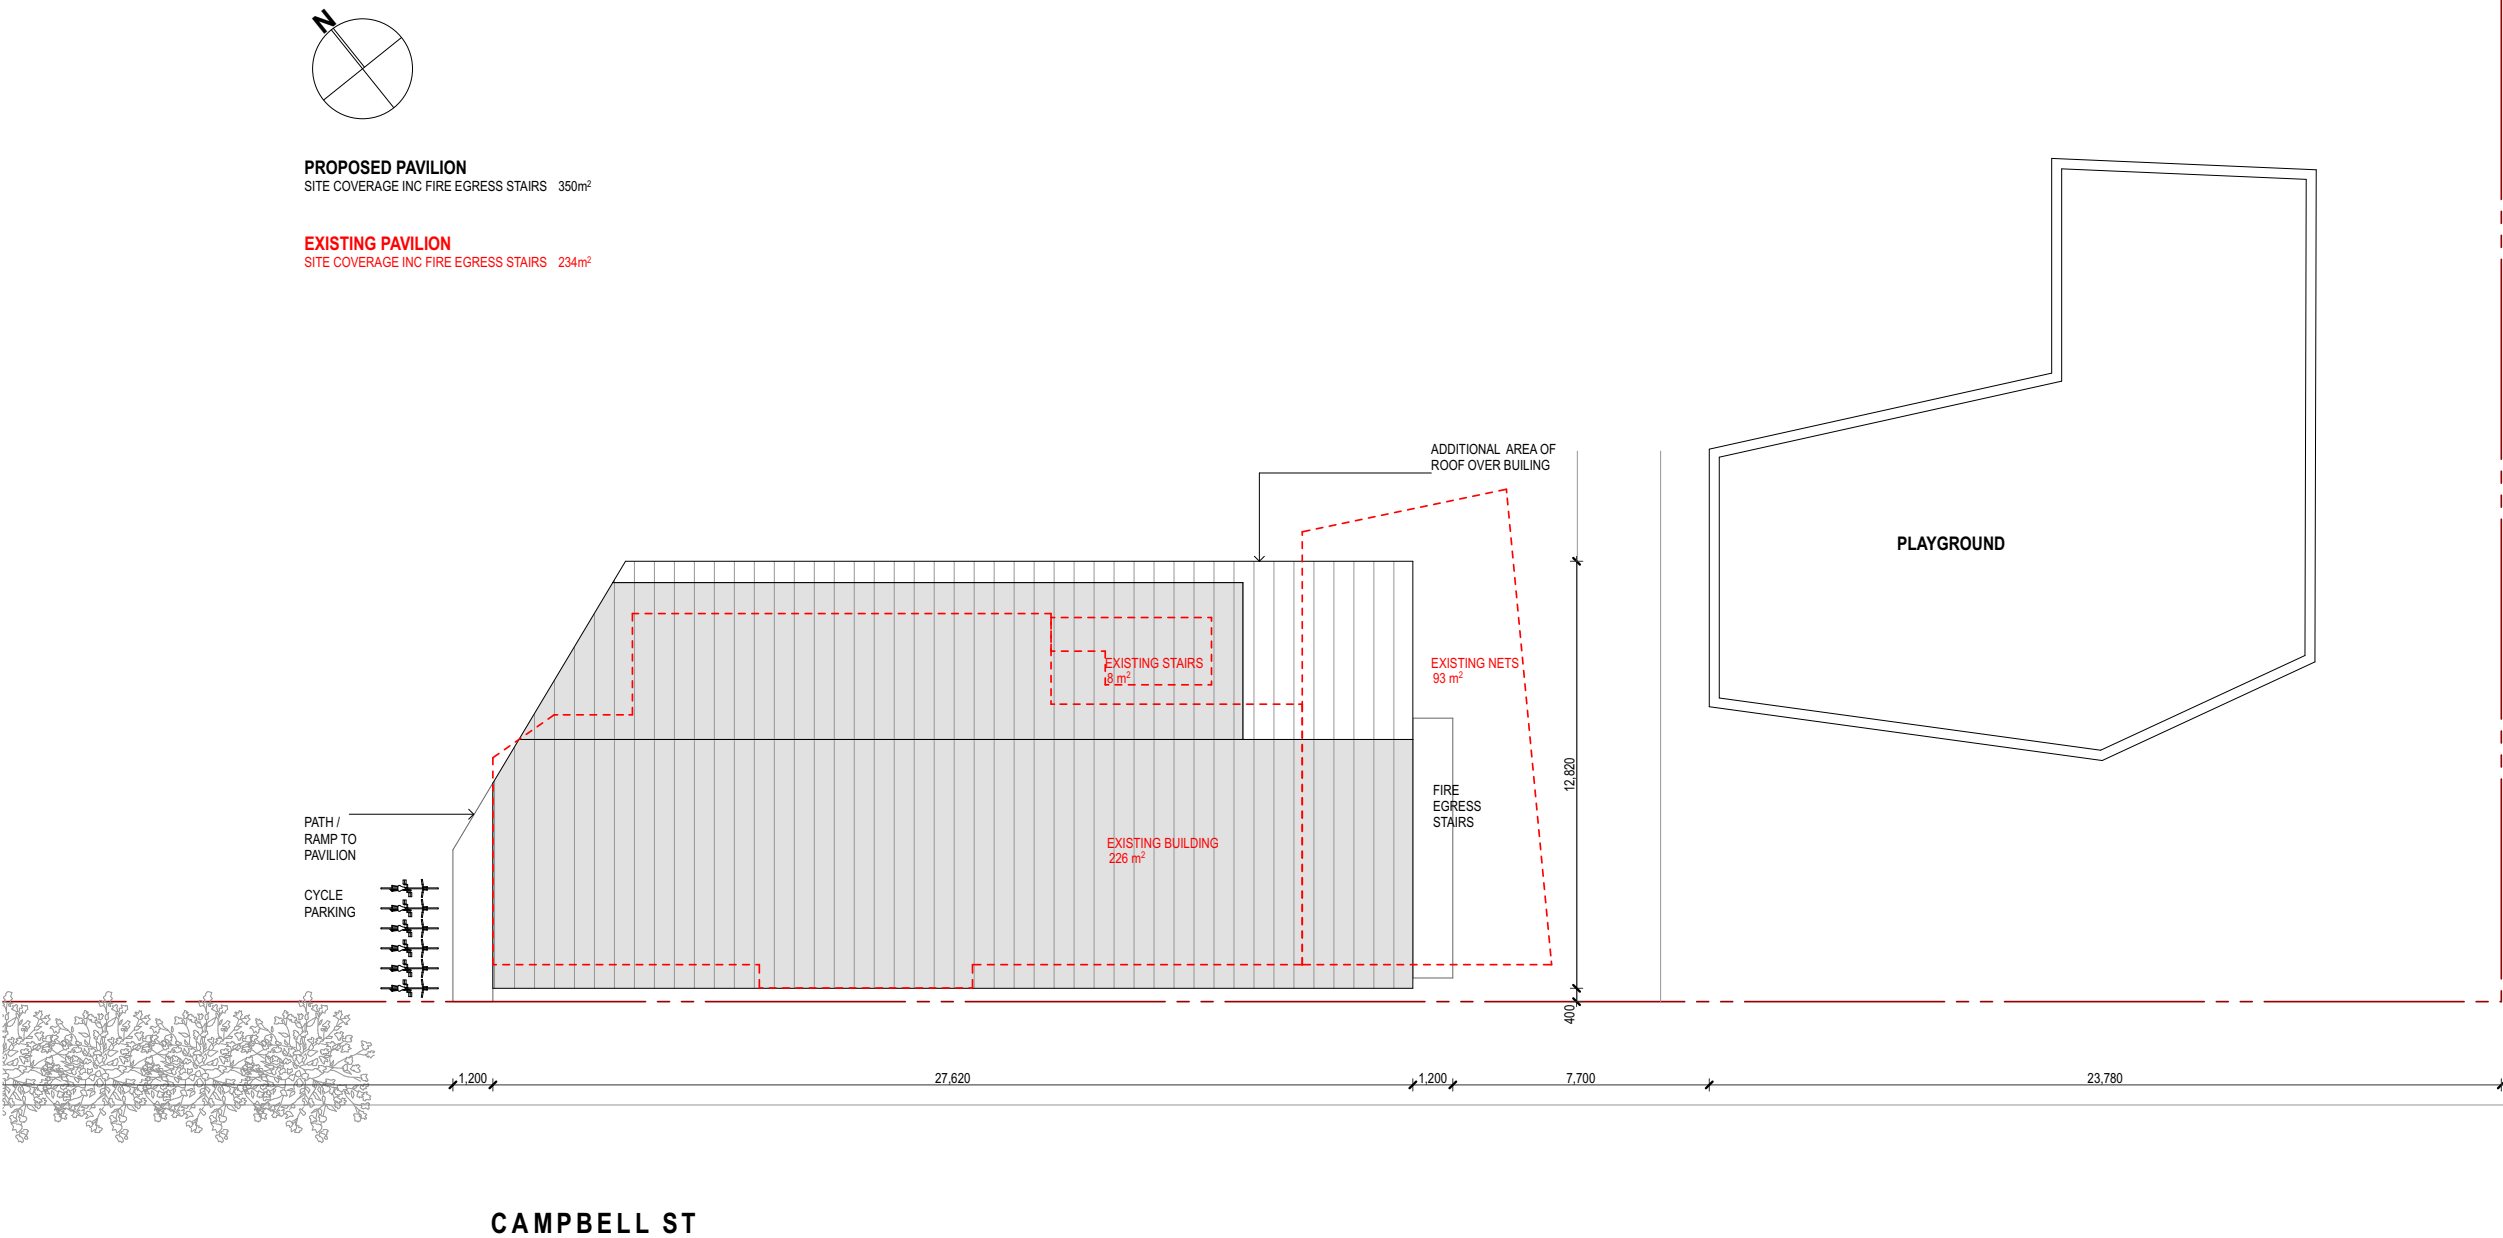 N
PROPOSED PAVILION
SITE COVERAGE INC FIRE EGRESS STAIRS 350m²
EXISTING PAVILION
SITE COVERAGE INC FIRE EGRESS STAIRS 234m²
ADDITIONAL AREA OF
ROOF OVER BUILING
PLAYGROUND
EXISTING STAIRS
8 m²
EXISTING NETS
93 m²
12,820
FIRE
EGRESS
STAIRS
PATH /
RAMP TO
PAVILION
EXISTING BUILDING
226 m²
CYCLE
PARKING
400
1,200
27,620
1,200
7,700
23,780
CAMPBELL ST